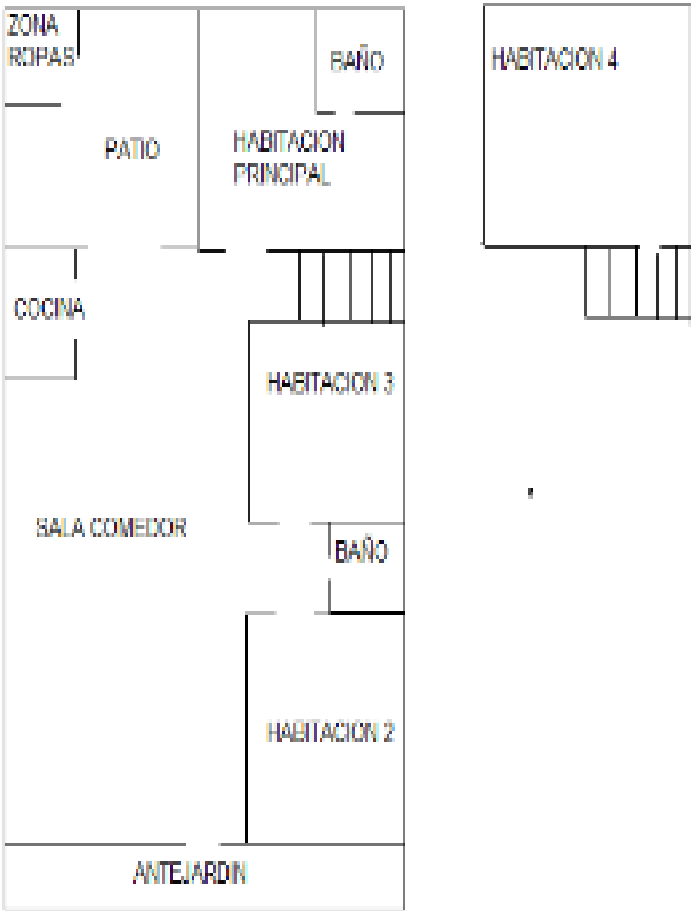 ZONA
ROPAS
BAÑO
PATIO
HABITACION
PRINCIPAL
COCINA
HABITACION 3
SALA COMEDOR
BAÑO
HABITACION 2
ANTEJARDIN
HABITACION 4